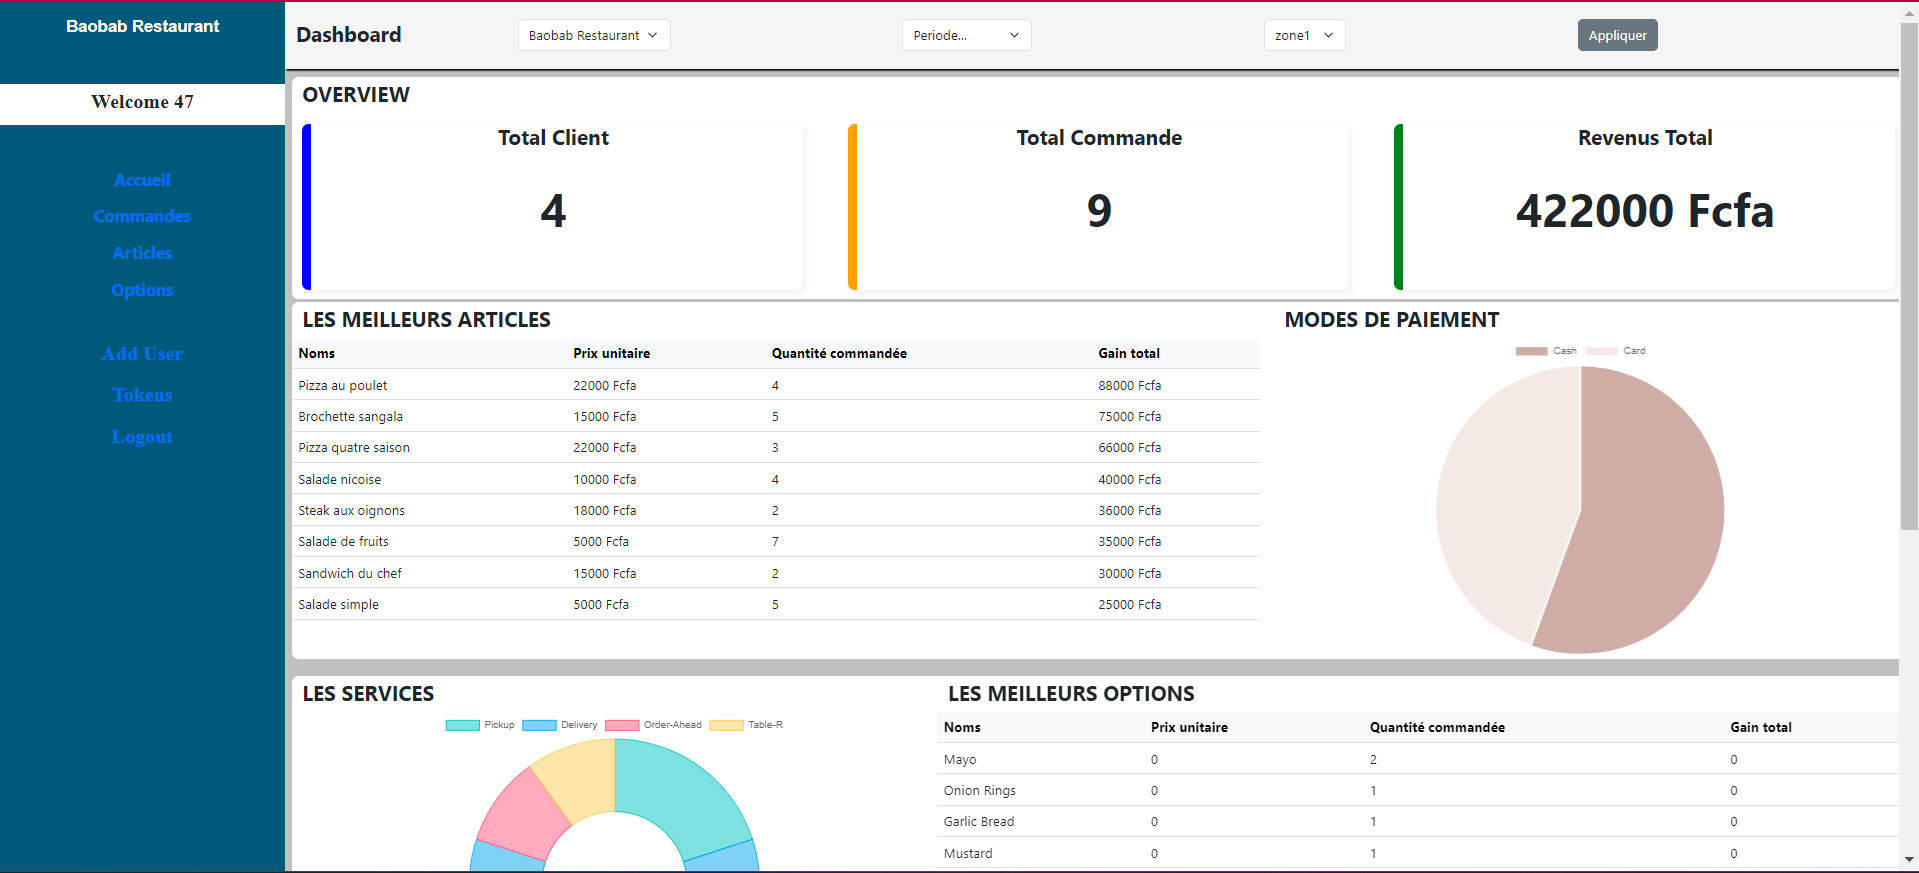 Baobab Restaurant
Welcome 47
Accueil
Commandes
Articles
Options
Add User
Tokens
Logout
Dashboard
Baobab Restaurant
Periode...
zone1
Appliquer
OVERVIEW
Total Client
4
Total Commande
9
Revenus Total
422000 Fcfa
LES MEILLEURS ARTICLES
Noms Prix unitaire Quantité commandée Gain total
Pizza au poulet 22000 Fcfa 4 88000 Fcfa
Brochette sangala 15000 Fcfa 5 75000 Fcfa
Pizza quatre saison 22000 Fcfa 3 66000 Fcfa
Salade nicoise 10000 Fcfa 4 40000 Fcfa
Steak aux oignons 18000 Fcfa 2 36000 Fcfa
Salade de fruits 5000 Fcfa 7 35000 Fcfa
Sandwich du chef 15000 Fcfa 2 30000 Fcfa
Salade simple 5000 Fcfa 5 25000 Fcfa
MODES DE PAIEMENT
Cash Card
LES SERVICES
Pickup Delivery Order-Ahead Table-R
LES MEILLEURS OPTIONS
Noms Prix unitaire Quantité commandée Gain total
Mayo 0 2 0
Onion Rings 0 1 0
Garlic Bread 0 1 0
Mustard 0 1 0